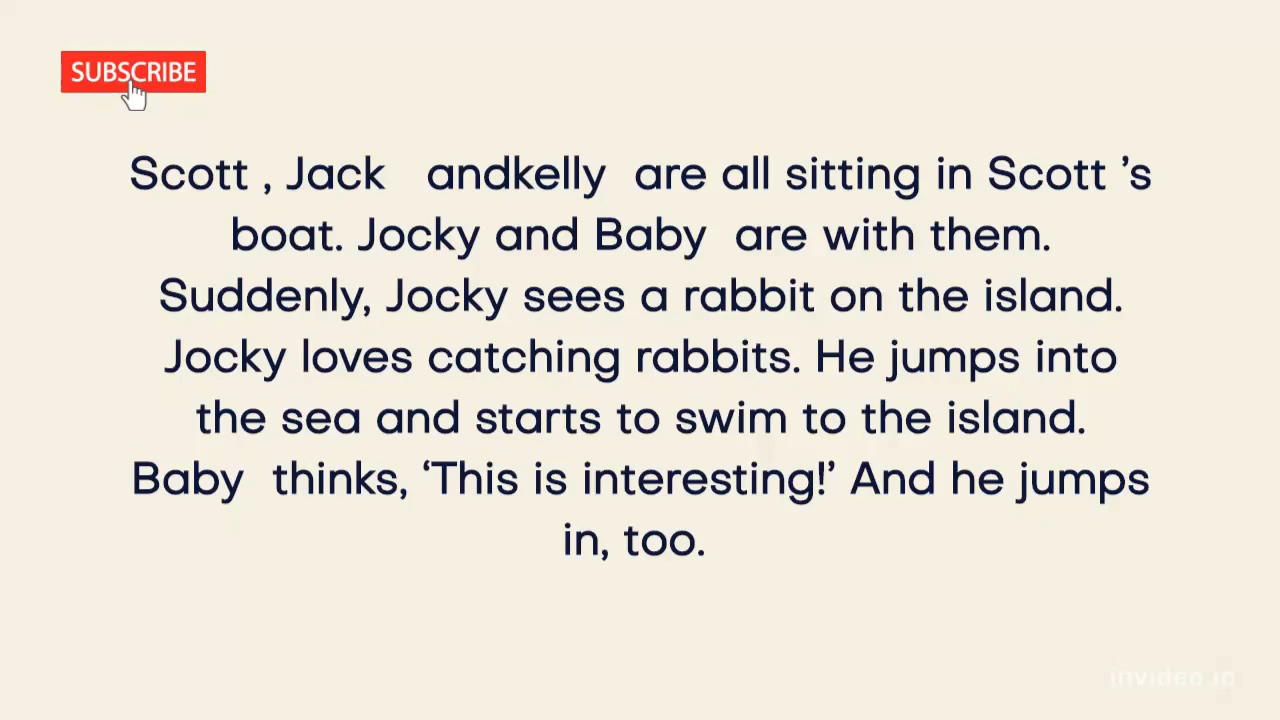 SUBSCRIBE
Scott , Jack   andkelly  are all sitting in Scott ’s
boat. Jocky and Baby  are with them.
Suddenly, Jocky sees a rabbit on the island.
Jocky loves catching rabbits. He jumps into
the sea and starts to swim to the island.
Baby  thinks, ‘This is interesting!’ And he jumps
in, too.
invideo.io